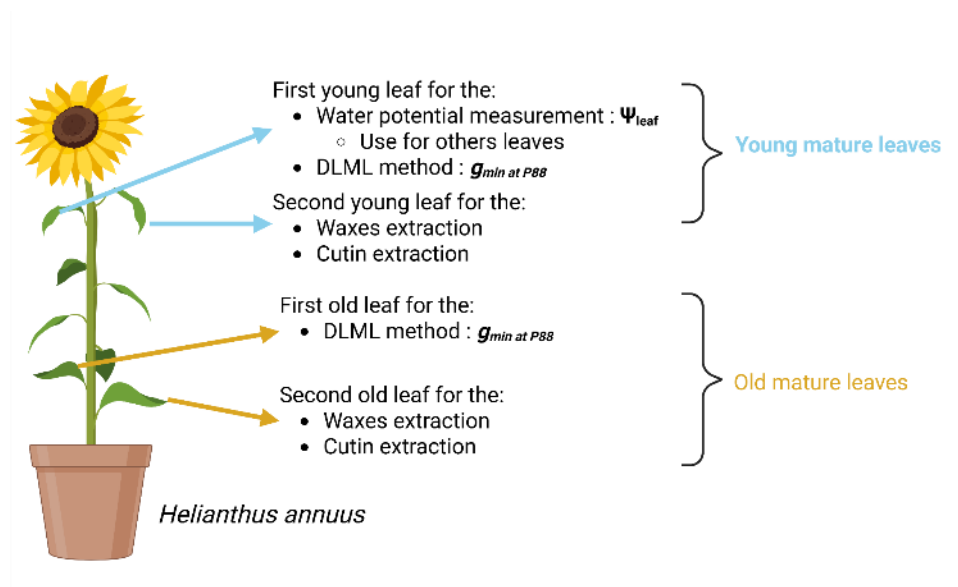 First young leaf for the:
• Water potential measurement : Ψleaf
○ Use for others leaves
• DLML method : gmin at P88
Second young leaf for the:
• Waxes extraction
• Cutin extraction
Young mature leaves
First old leaf for the:
• DLML method : gmin at P88
Second old leaf for the:
• Waxes extraction
• Cutin extraction
Old mature leaves
Helianthus annuus